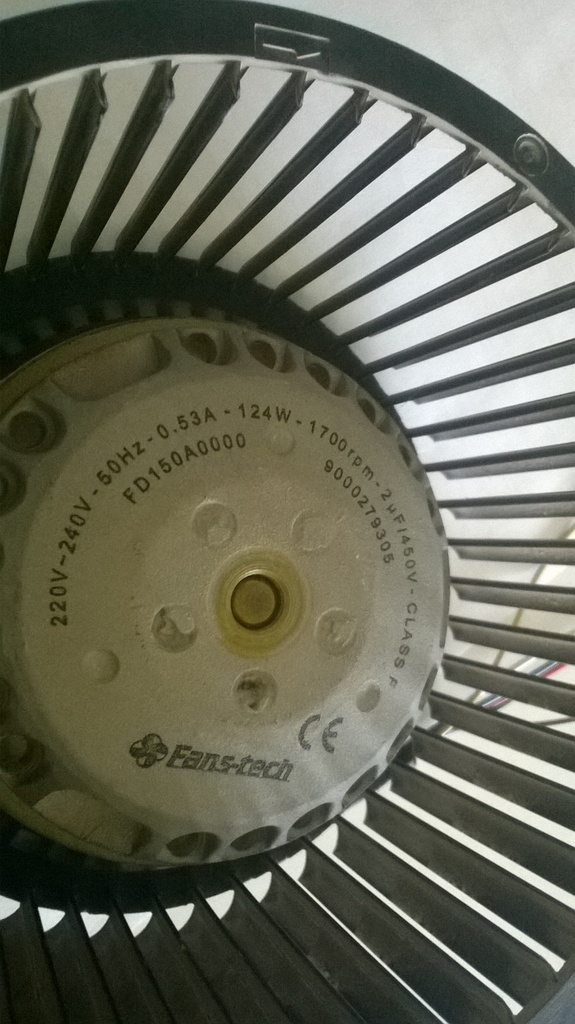 220V-240V-50Hz-0.53A-124W-1700rpm-2µF/450V-CLASS F
FD150A0000
9000279305
CE
Fans-tech